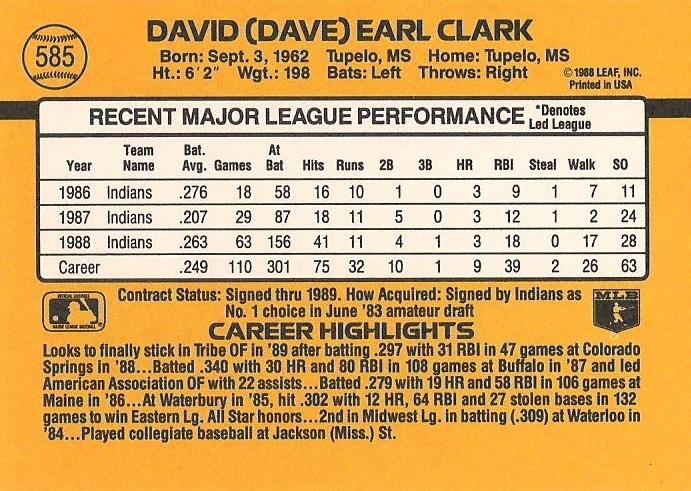 585
DAVID (DAVE) EARL CLARK
Born: Sept. 3, 1962 Tupelo, MS Home: Tupelo, MS
Ht.: 6'2" Wgt.: 198 Bats: Left Throws: Right
©1988 LEAF, INC.
Printed in USA
RECENT MAJOR LEAGUE PERFORMANCE *Denotes
Led League
Year Team Name Bat. Avg. Games At Bat Hits Runs 2B 3B HR RBI Steal Walk SO
1986 Indians .276 18 58 16 10 1 0 3 9 1 7 11
1987 Indians .207 29 87 18 11 5 0 3 12 1 2 24
1988 Indians .263 63 156 41 11 4 1 3 18 0 17 28
Career .249 110 301 75 32 10 1 9 39 2 26 63
Contract Status: Signed thru 1989. How Acquired: Signed by Indians as
No. 1 choice in June '83 amateur draft
MLB
CAREER HIGHLIGHTS
Looks to finally stick in Tribe OF in '89 after batting .297 with 31 RBI in 47 games at Colorado
Springs in '88...Batted .340 with 30 HR and 80 RBI in 108 games at Buffalo in '87 and led
American Association OF with 22 assists...Batted .279 with 19 HR and 58 RBI in 106 games at
Maine in '86...At Waterbury in '85, hit .302 with 12 HR, 64 RBI and 27 stolen bases in 132
games to win Eastern Lg. All Star honors...2nd in Midwest Lg. in batting (.309) at Waterloo in
'84...Played collegiate baseball at Jackson (Miss.) St.